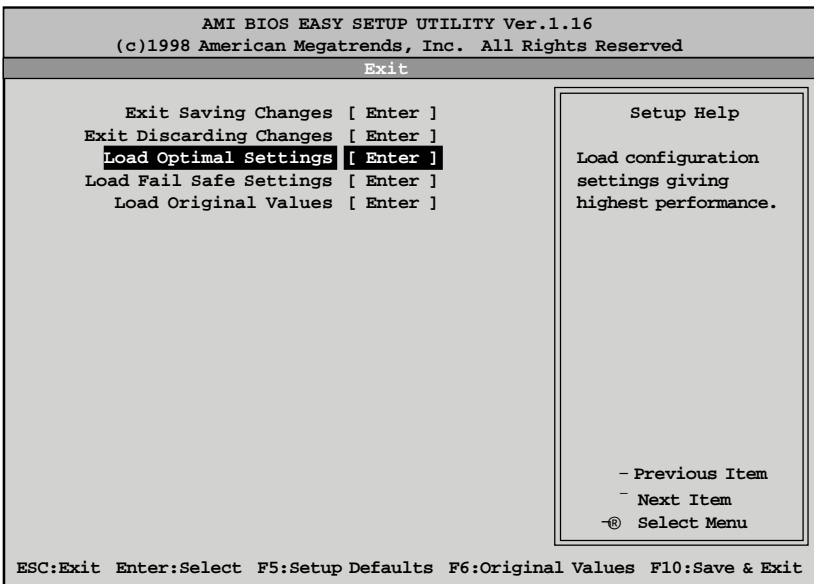 AMI BIOS EASY SETUP UTILITY Ver.1.16
(c)1998 American Megatrends, Inc. All Rights Reserved
Exit
Exit Saving Changes [ Enter ]
Exit Discarding Changes [ Enter ]
Load Optimal Settings [ Enter ]
Load Fail Safe Settings [ Enter ]
Load Original Values [ Enter ]
Setup Help
Load configuration
settings giving
highest performance.
– Previous Item
¯ Next Item
¬® Select Menu
ESC:Exit Enter:Select F5:Setup Defaults F6:Original Values F10:Save & Exit